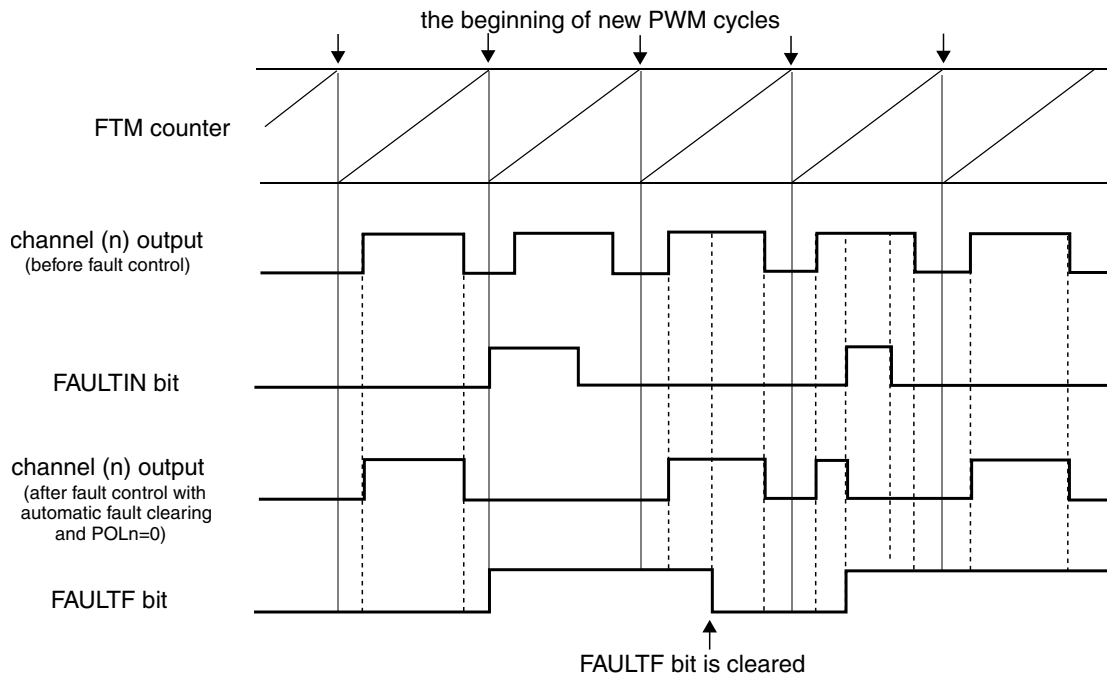 the beginning of new PWM cycles
FTM counter
channel (n) output
(before fault control)
FAULTIN bit
channel (n) output
(after fault control with
automatic fault clearing
and POLn=0)
FAULTF bit
FAULTF bit is cleared